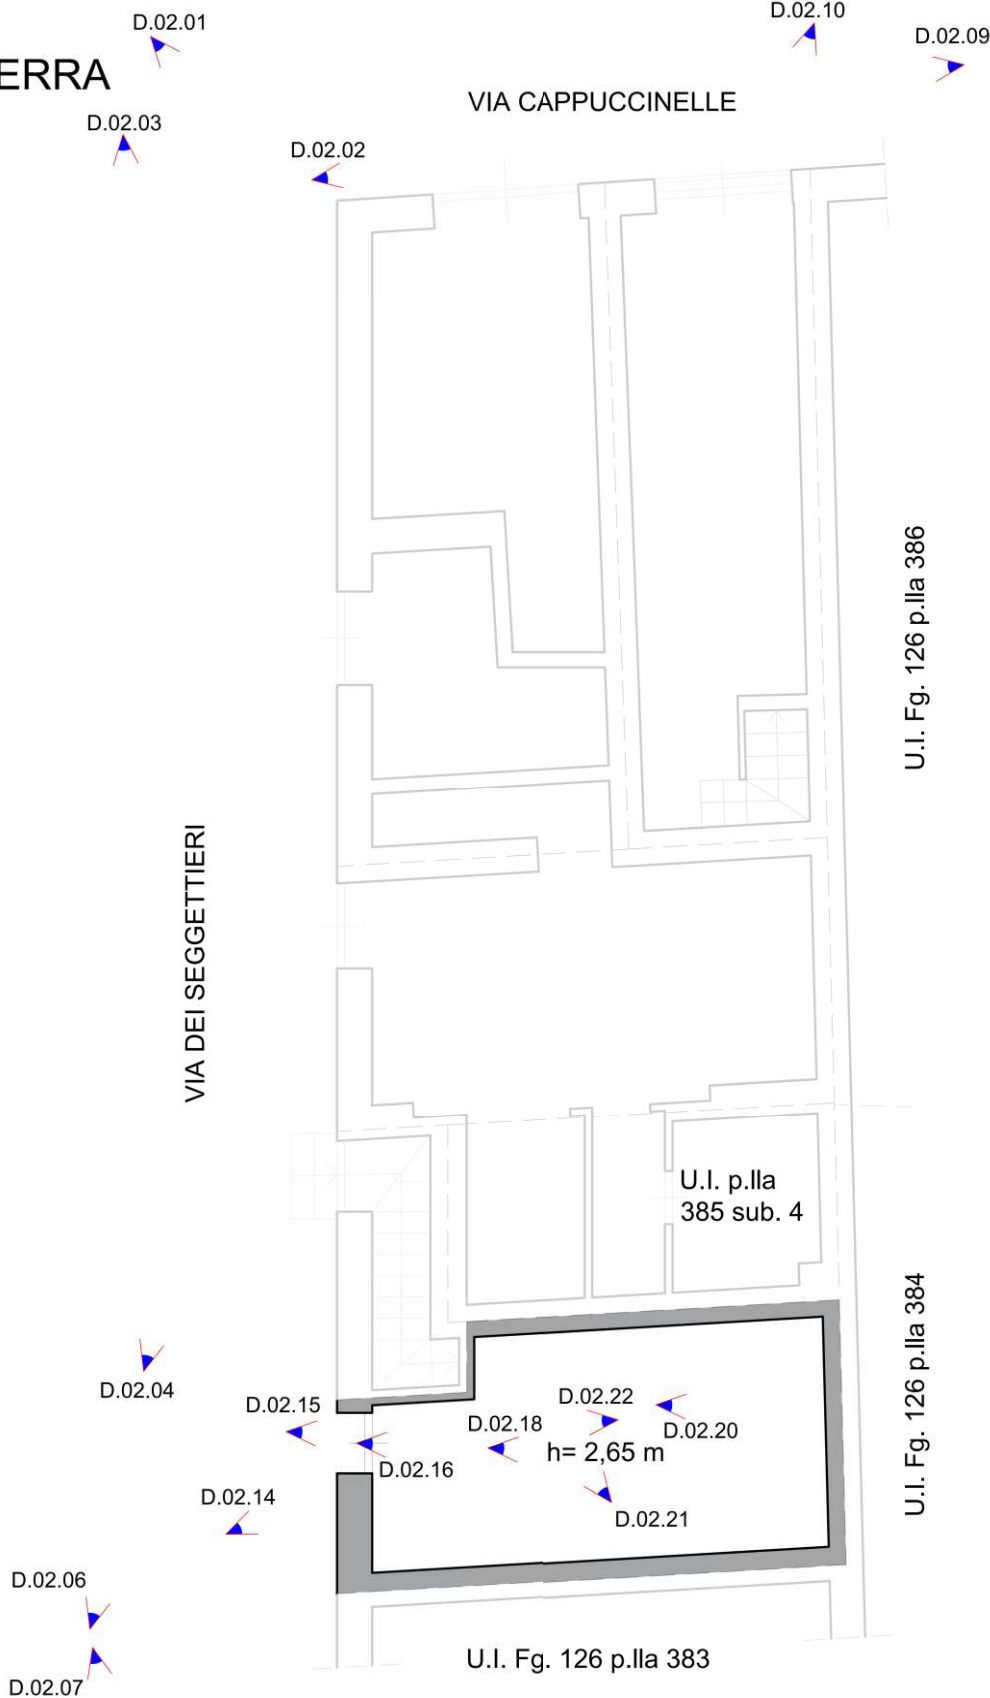 D.02.01
D.02.10
D.02.09
ERRA
VIA CAPPUCCINELLE
D.02.03
D.02.02
U.I. Fg. 126 p.lla 386
VIA DEI SEGGETTIERI
U.I. p.lla
385 sub. 4
U.I. Fg. 126 p.lla 384
D.02.04
D.02.15
D.02.22
D.02.18
D.02.20
h= 2,65 m
D.02.16
D.02.14
D.02.21
D.02.06
U.I. Fg. 126 p.lla 383
D.02.07